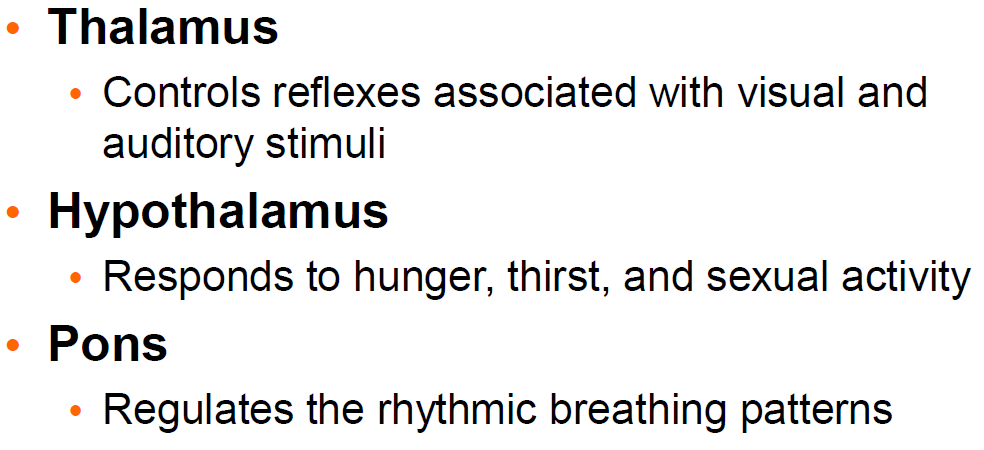 • Thalamus
• Controls reflexes associated with visual and
auditory stimuli
• Hypothalamus
• Responds to hunger, thirst, and sexual activity
• Pons
• Regulates the rhythmic breathing patterns